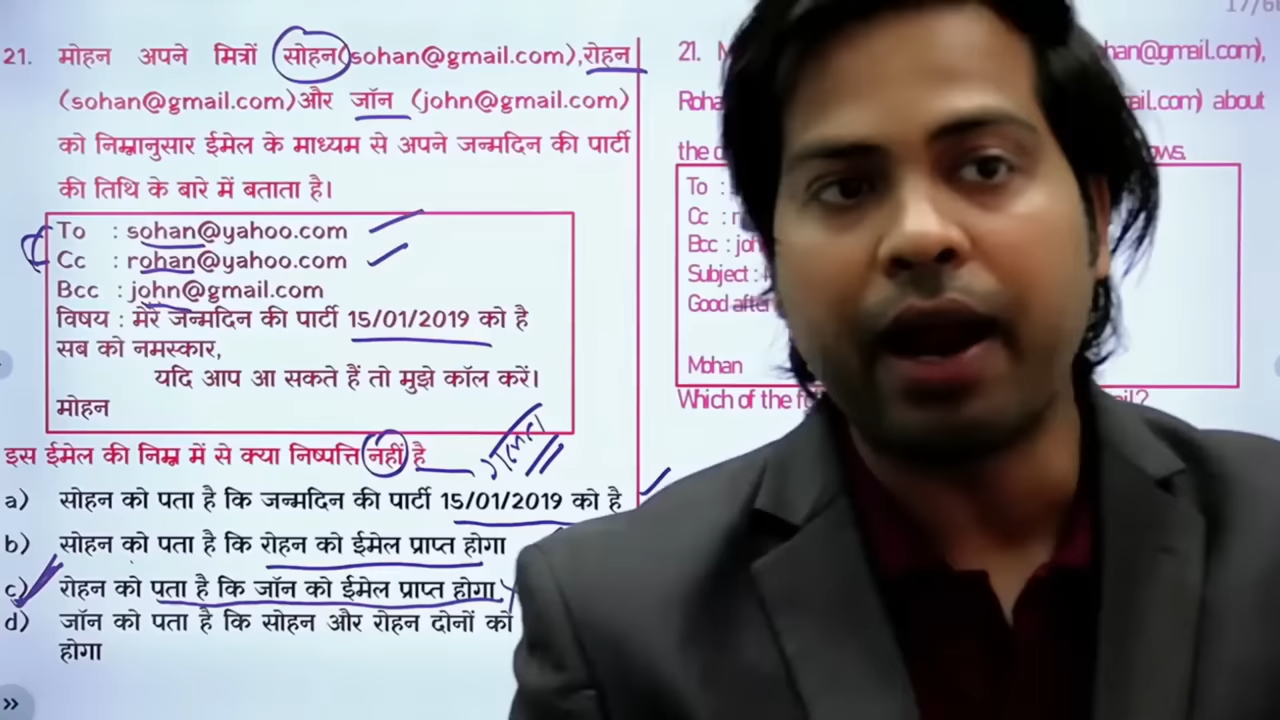 17/6
21. मोहन अपने मित्रों सोहन(sohan@gmail.com),रोहन
(sohan@gmail.com)और जॉन (john@gmail.com)
को निम्नानुसार ईमेल के माध्यम से अपने जन्मदिन की पार्टी
की तिथि के बारे में बताता है।
To : sohan@yahoo.com
Cc : rohan@yahoo.com
Bcc : john@gmail.com
विषय : मेरे जन्मदिन की पार्टी 15/01/2019 को है
सब को नमस्कार,
यदि आप आ सकते हैं तो मुझे कॉल करें।
मोहन
इस ईमेल की निम्न में से क्या निष्पत्ति नहीं है
गलत
a) सोहन को पता है कि जन्मदिन की पार्टी 15/01/2019 को है
b) सोहन को पता है कि रोहन को ईमेल प्राप्त होगा
c) रोहन को पता है कि जॉन को ईमेल प्राप्त होगा
d) जॉन को पता है कि सोहन और रोहन दोनों को
होगा
»
21. han@gmail.com),
Roha ail.com) about
the ows.
To :
Cc :
Bcc : joh
Subject :
Good after
Mohan
Which of the ail?